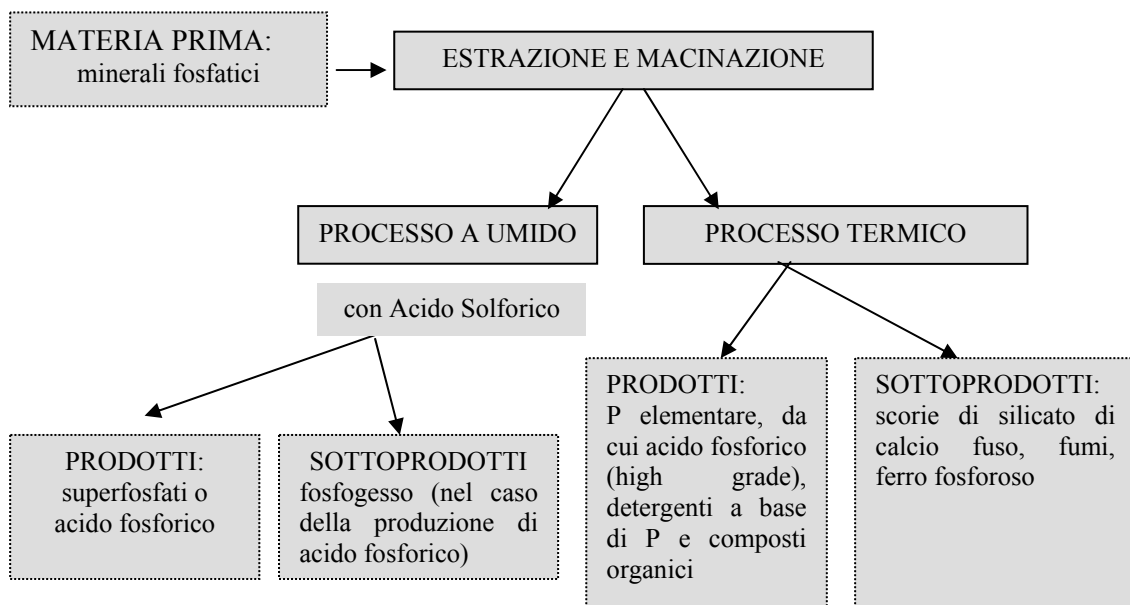 MATERIA PRIMA:
minerali fosfatici
ESTRAZIONE E MACINAZIONE
PROCESSO A UMIDO
PROCESSO TERMICO
con Acido Solforico
PRODOTTI:
superfosfati o
acido fosforico
SOTTOPRODOTTI
fosfogesso (nel caso
della produzione di
acido fosforico)
PRODOTTI:
P elementare, da
cui acido fosforico
(high grade),
detergenti a base
di P e composti
organici
SOTTOPRODOTTI:
scorie di silicato di
calcio fuso, fumi,
ferro fosforoso